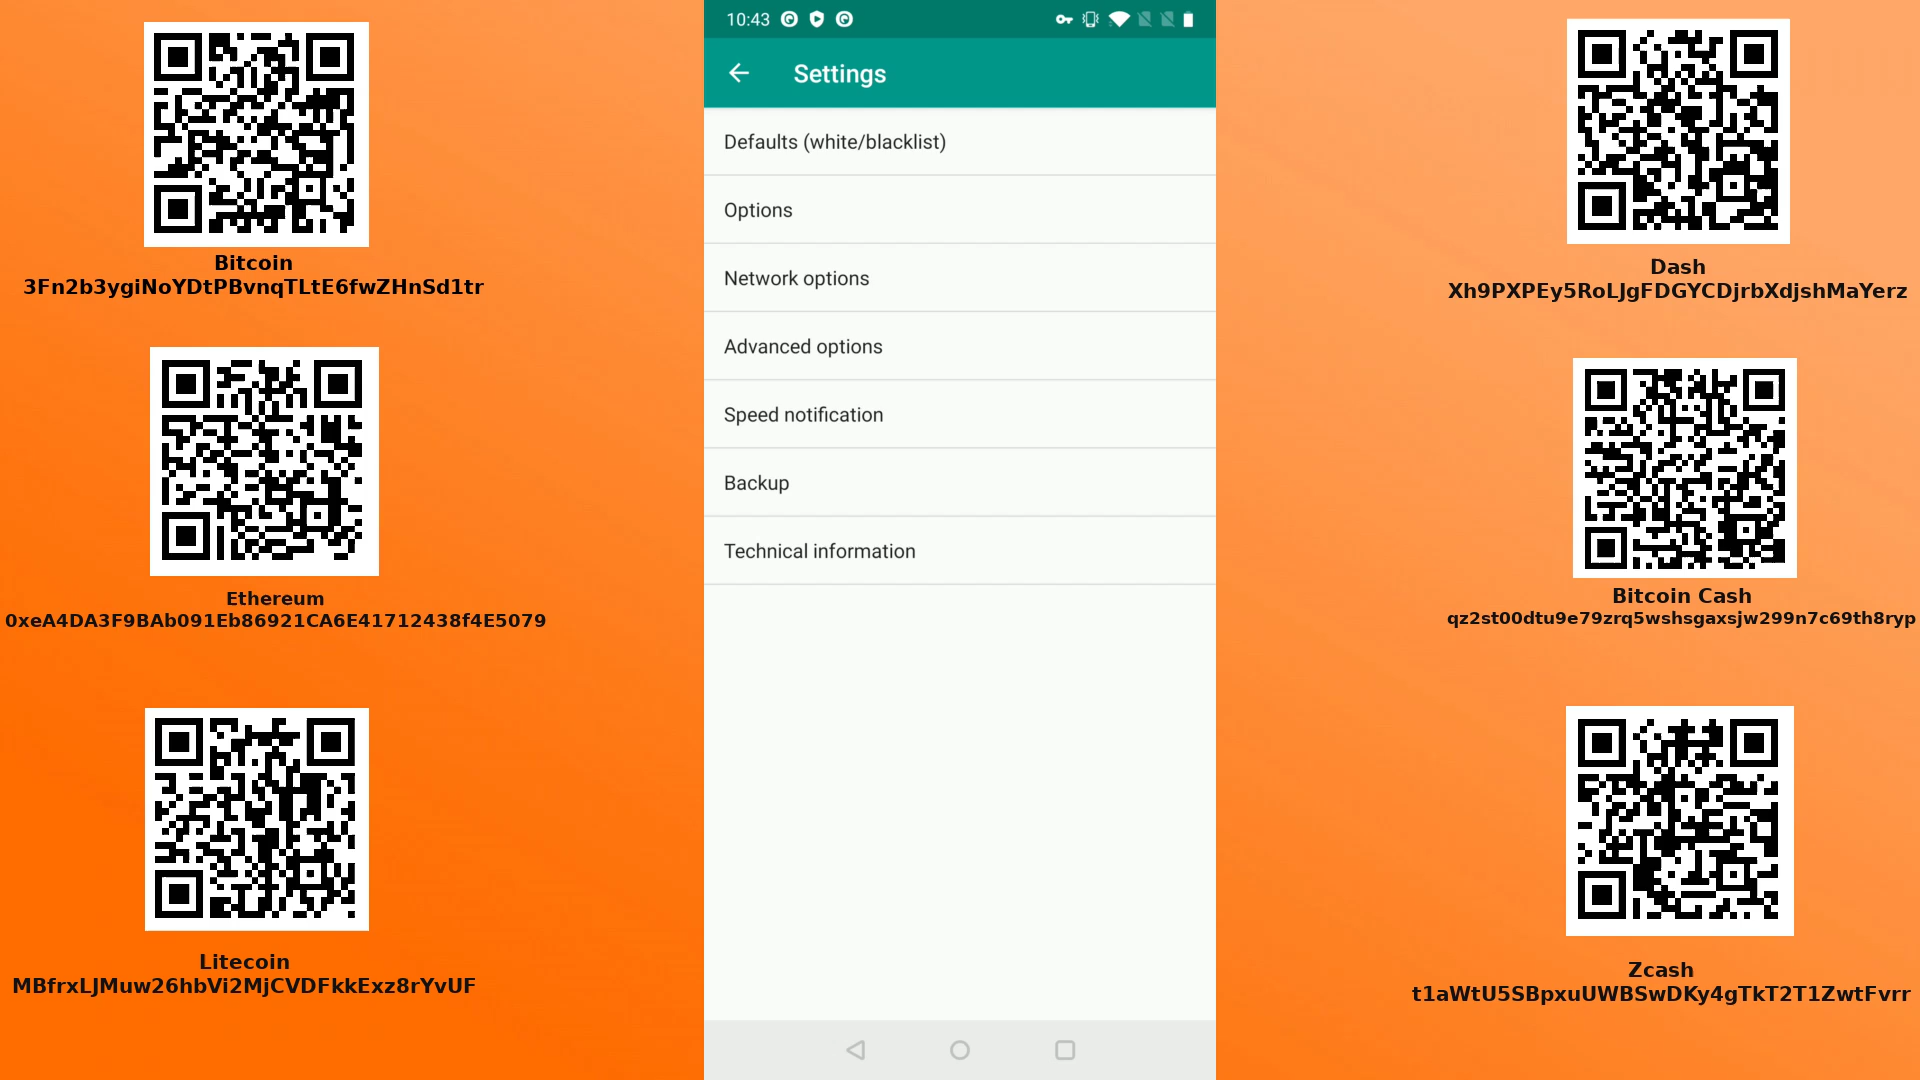 Bitcoin
3Fn2b3ygiNoYDtPBvnqTLtE6fwZHnSd1tr
Ethereum
0xeA4DA3F9BAb091Eb86921CA6E41712438f4E5079
Litecoin
MBfrxLJMuw26hbVi2MjCVDFkkExz8rYvUF
10:43
Settings
Defaults (white/blacklist)
Options
Network options
Advanced options
Speed notification
Backup
Technical information
Dash
Xh9PXPEy5RoLJgFDGYCDjrbXdjshMaYerz
Bitcoin Cash
qz2st00dtu9e79zrq5wshsgaxsjw299n7c69th8ryp
Zcash
t1aWtU5SBpxuUWBSwDKy4gTkT2T1ZwtFvrr